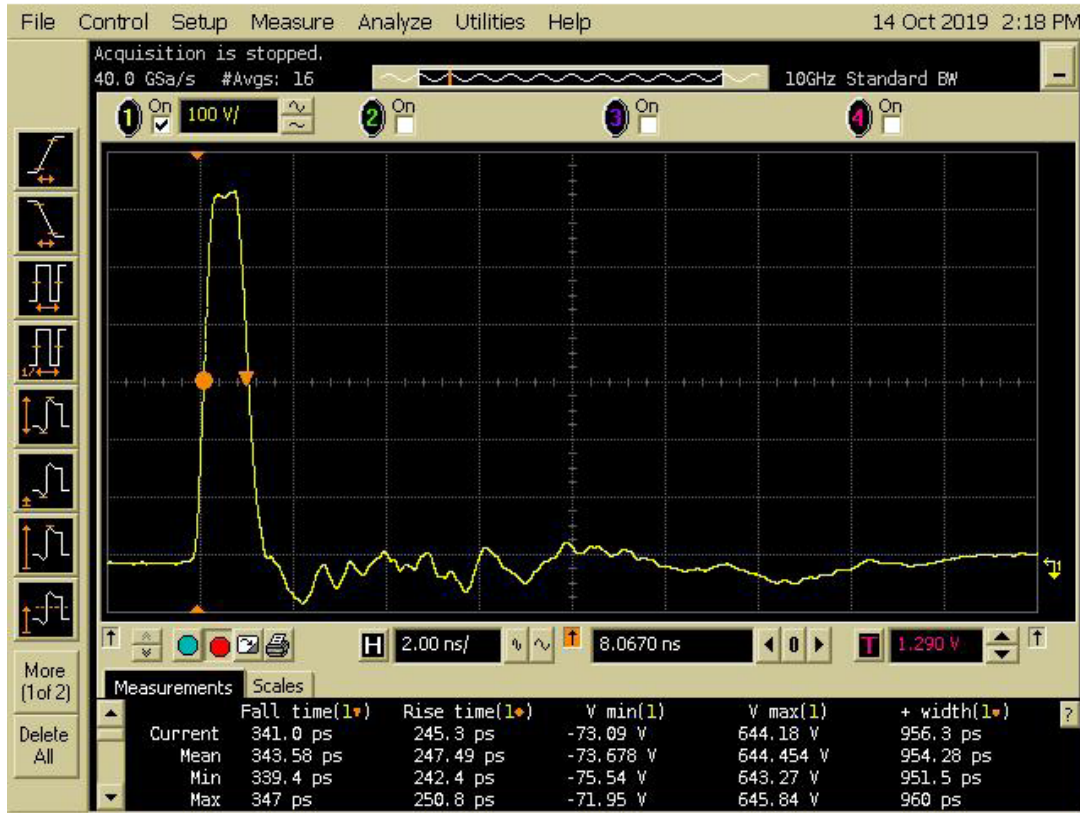 File Control Setup Measure Analyze Utilities Help 14 Oct 2019 2:18 PM
Acquisition is stopped.
40.0 GSa/s #Avgs: 16 10GHz Standard BW
1 On 100 V/ 2 On 3 On 4 On
H 2.00 ns/ 8.0670 ns 0 T 1.290 V
More
(1of 2)
Delete
All
Measurements Scales
Fall time(1) Rise time(1) V min(1) V max(1) + width(1) ?
Current 341.0 ps 245.3 ps -73.09 V 644.18 V 956.3 ps
Mean 343.58 ps 247.49 ps -73.678 V 644.454 V 954.28 ps
Min 339.4 ps 242.4 ps -75.54 V 643.27 V 951.5 ps
Max 347 ps 250.8 ps -71.95 V 645.84 V 960 ps